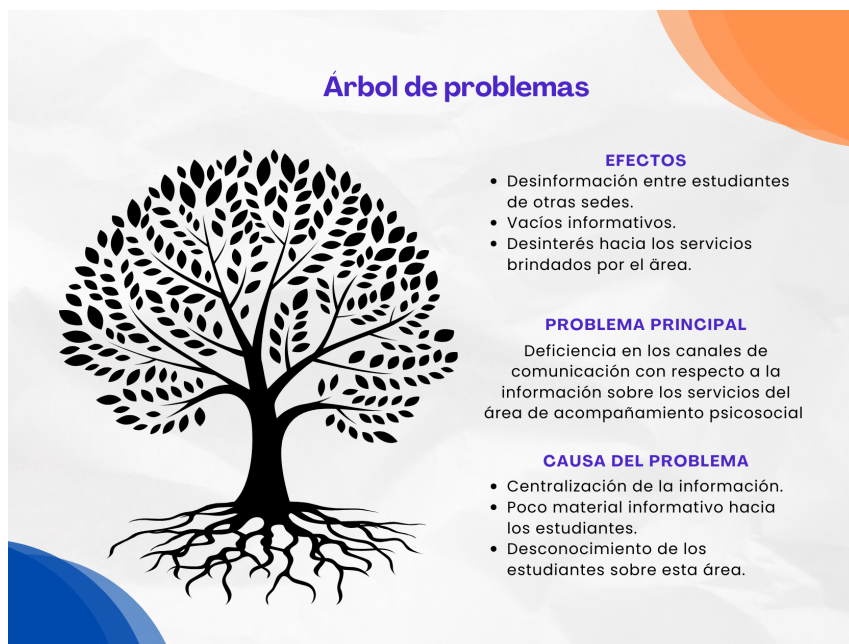 Árbol de problemas
EFECTOS
• Desinformación entre estudiantes
de otras sedes.
• Vacíos informativos.
• Desinterés hacia los servicios
brindados por el ärea.
PROBLEMA PRINCIPAL
Deficiencia en los canales de
comunicación con respecto a la
información sobre los servicios del
área de acompañamiento psicosocial
CAUSA DEL PROBLEMA
• Centralización de la información.
• Poco material informativo hacia
los estudiantes.
• Desconocimiento de los
estudiantes sobre esta área.